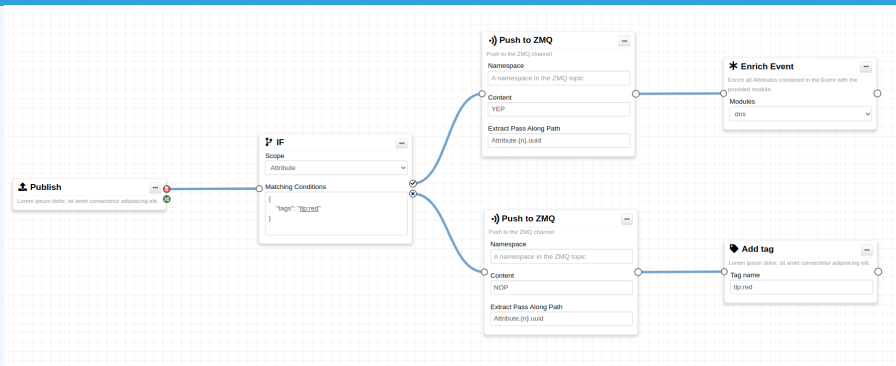 Publish
Lorem ipsum dolor, sit amet consectetur adipisicing elit.
IF
Scope
Attribute
Matching Conditions
{
"tags": "tlp:red"
}
Push to ZMQ
Push to the ZMQ channel
Namespace
A namespace in the ZMQ topic
Content
YEP
Extract Pass Along Path
Attribute.{n}.uuid
Enrich Event
Enrich all Attributes contained in the Event with the
provided module.
Modules
dns
Push to ZMQ
Push to the ZMQ channel
Namespace
A namespace in the ZMQ topic
Content
NOP
Extract Pass Along Path
Attribute.{n}.uuid
Add tag
Lorem ipsum dolor, sit amet consectetur adipisicing elit.
Tag name
tlp:red